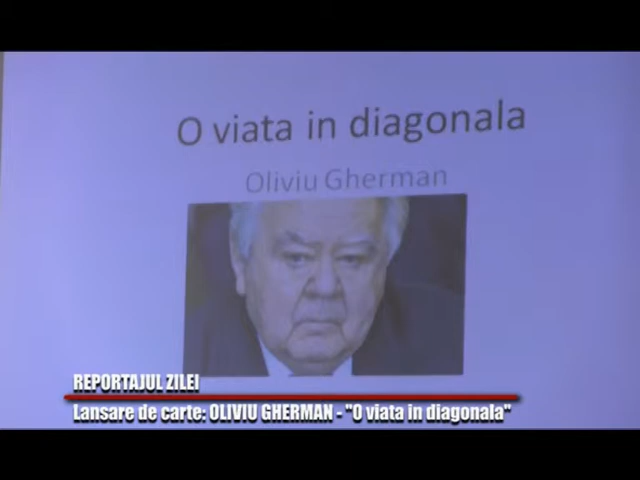 O viata in diagonala
Oliviu Gherman
REPORTAJUL ZILEI
Lansare de carte: OLIVIU GHERMAN - "O viata in diagonala"